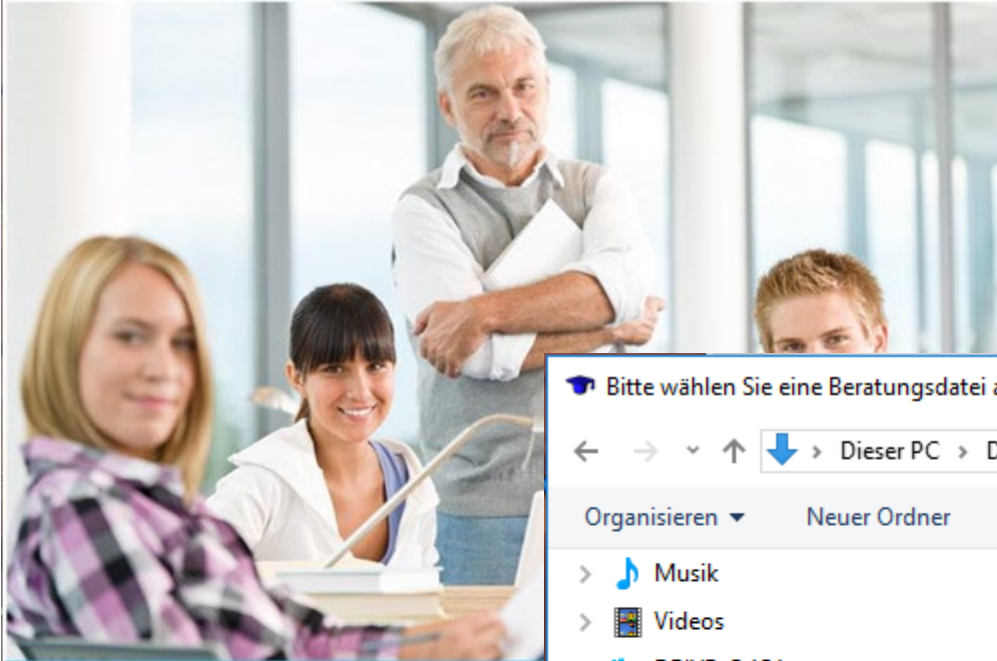 Bitte wählen Sie eine Beratungsdatei
Dieser PC
Organisieren Neuer Ordner
Musik
Videos